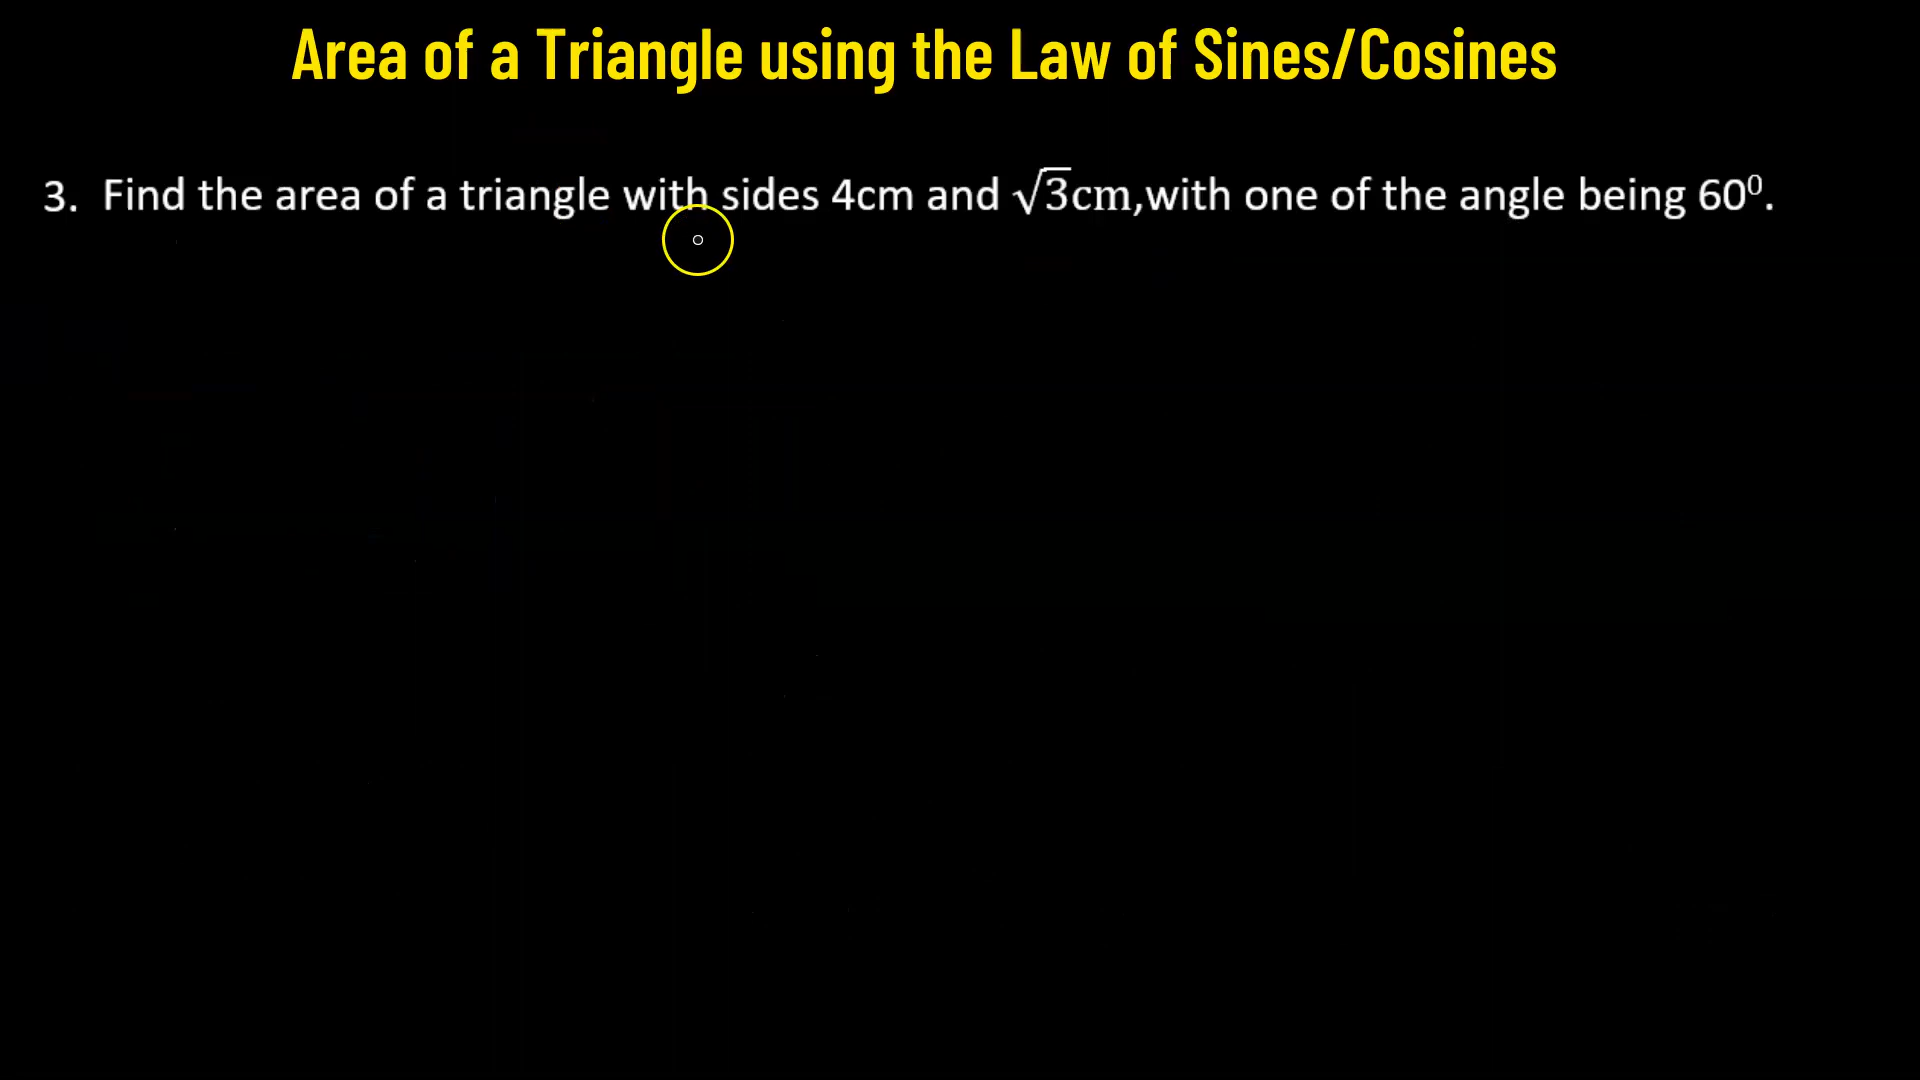 Area of a Triangle using the Law of Sines/Cosines
3. Find the area of a triangle with sides 4cm and √3cm,with one of the angle being 60⁰.